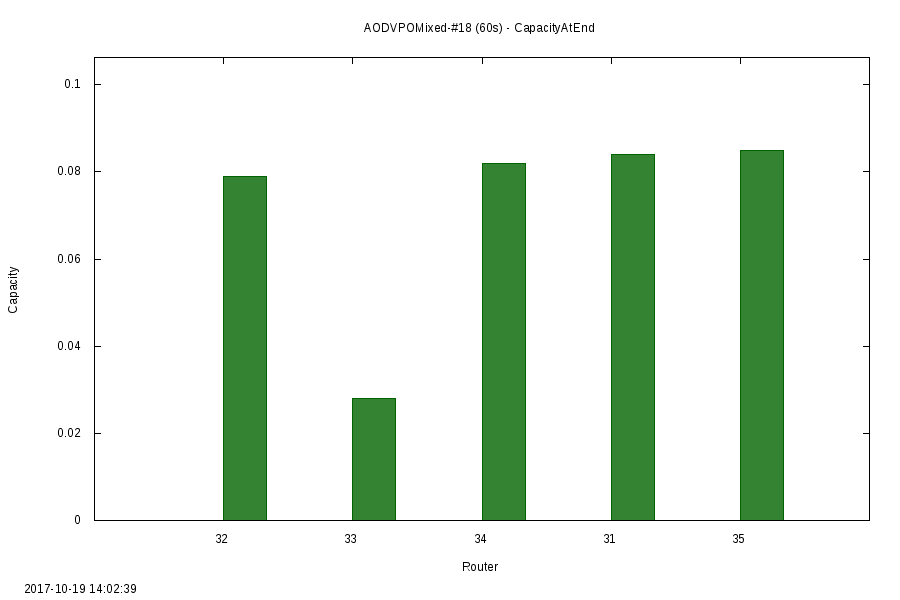 AODVPOMixed-#18 (60s) - CapacityAtEnd
0.1
0.08
0.06
0.04
0.02
0
Capacity
32 33 34 31 35
Router
2017-10-19 14:02:39